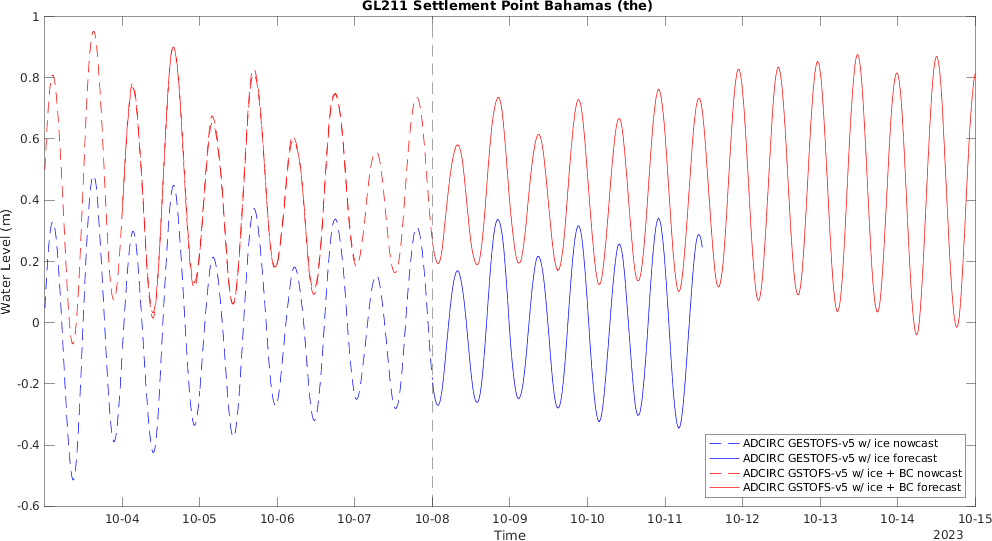 GL211 Settlement Point Bahamas (the)
Water Level (m)
1
0.8
0.6
0.4
0.2
0
-0.2
-0.4
-0.6
ADCIRC GESTOFS-v5 w/ ice nowcast
ADCIRC GESTOFS-v5 w/ ice forecast
ADCIRC GSTOFS-v5 w/ ice + BC nowcast
ADCIRC GSTOFS-v5 w/ ice + BC forecast
10-04 10-05 10-06 10-07 10-08 10-09 10-10 10-11 10-12 10-13 10-14 10-15
Time
2023